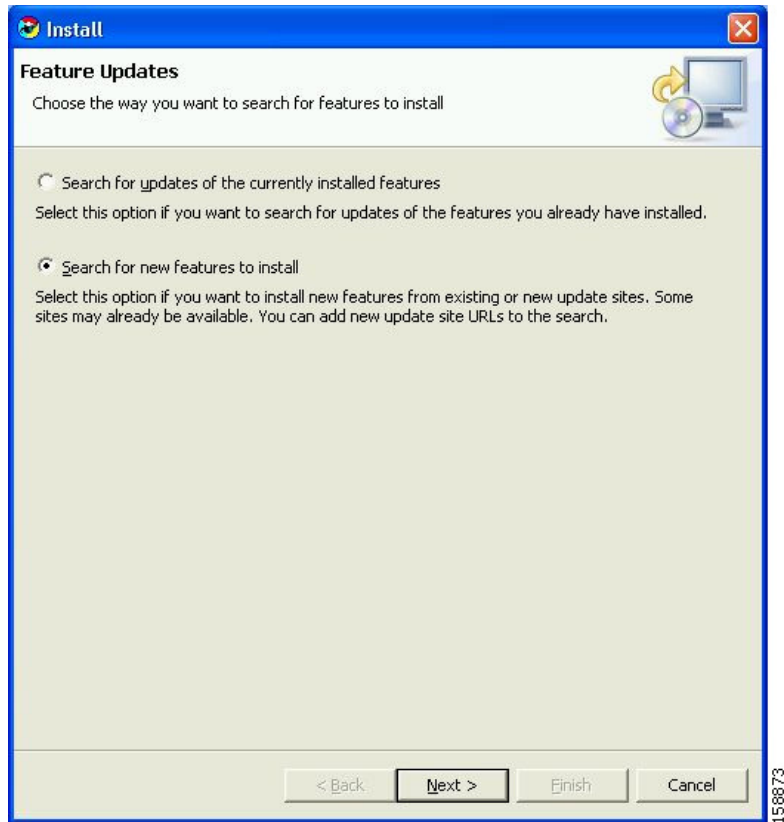 Install
Feature Updates
Choose the way you want to search for features to install
Search for updates of the currently installed features
Select this option if you want to search for updates of the features you already have installed.
Search for new features to install
Select this option if you want to install new features from existing or new update sites. Some
sites may already be available. You can add new update site URLs to the search.
< Back
Next >
Finish
Cancel
158873